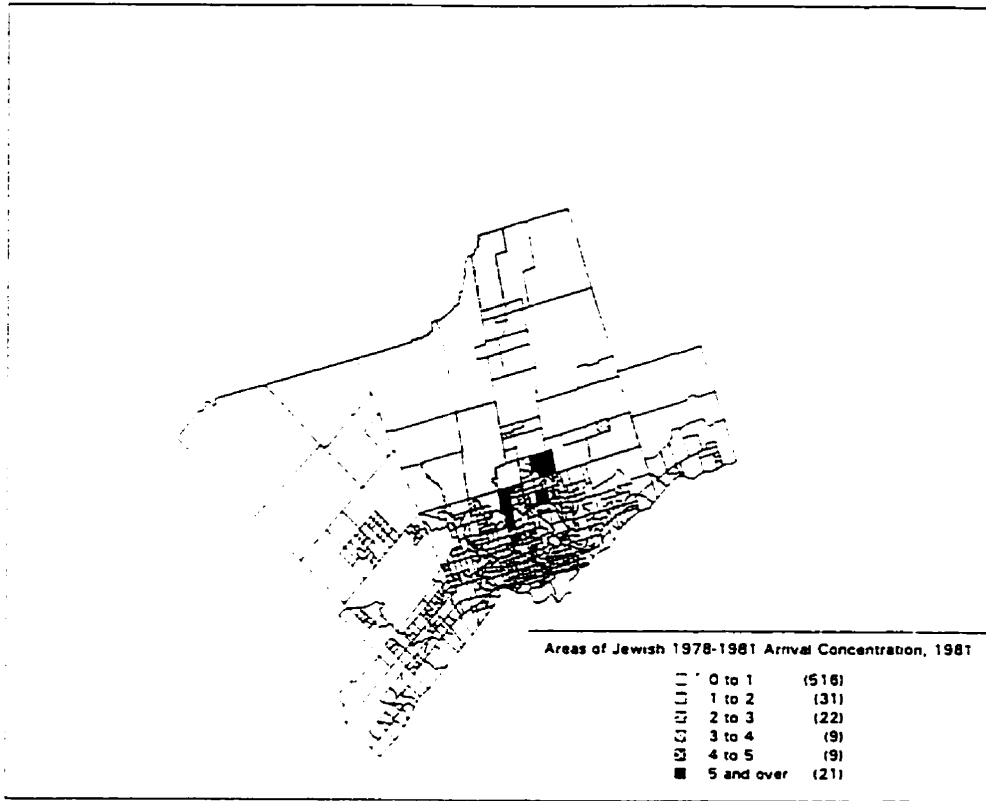 Areas of Jewish 1978-1981 Arrival Concentration, 1981
0 to 1 (516)
1 to 2 (31)
2 to 3 (22)
3 to 4 (9)
4 to 5 (9)
5 and over (21)